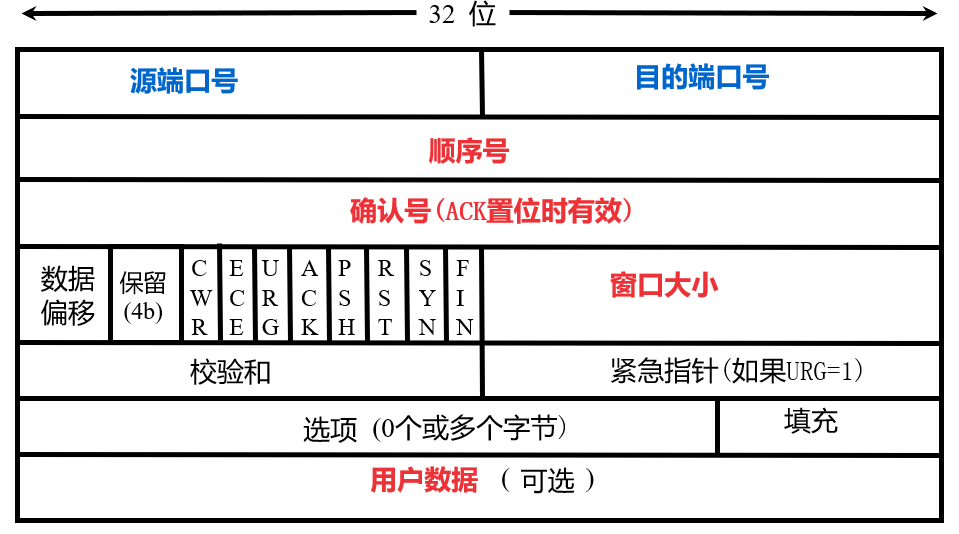 32 位
源端口号 目的端口号
顺序号
确认号(ACK置位时有效)
数据偏移 保留(4b) CWR ECE URG ACK PSH RST SYN FIN 窗口大小
校验和 紧急指针(如果URG=1)
选项 (0个或多个字节) 填充
用户数据 ( 可选 )